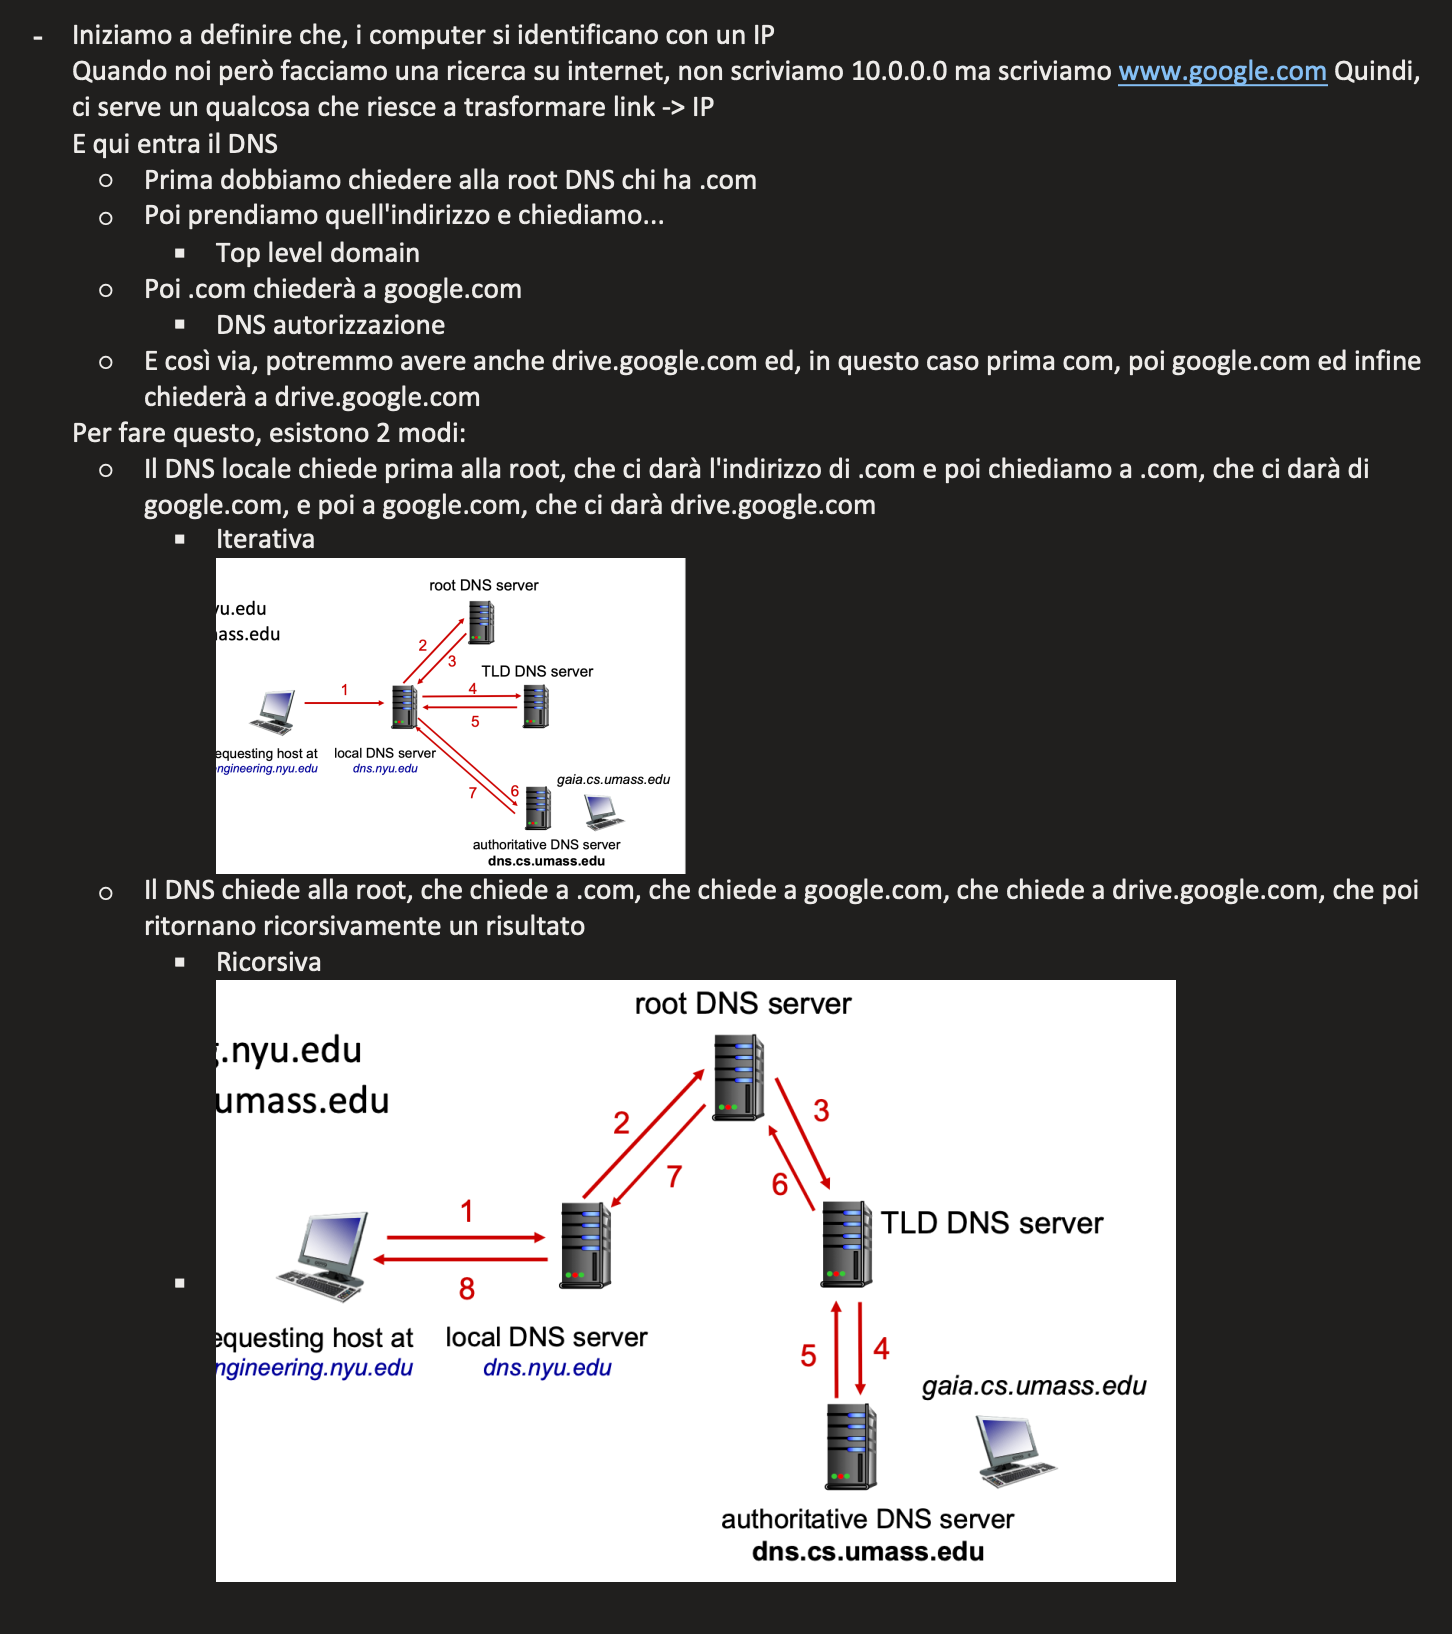 - Iniziamo a definire che, i computer si identificano con un IP
Quando noi però facciamo una ricerca su internet, non scriviamo 10.0.0.0 ma scriviamo www.google.com Quindi,
ci serve un qualcosa che riesce a trasformare link -> IP
E qui entra il DNS
Prima dobbiamo chiedere alla root DNS chi ha .com
Poi prendiamo quell'indirizzo e chiediamo...
Top level domain
Poi .com chiederà a google.com
DNS autorizzazione
E così via, potremmo avere anche drive.google.com ed, in questo caso prima com, poi google.com ed infine
chiederà a drive.google.com
Per fare questo, esistono 2 modi:
Il DNS locale chiede prima alla root, che ci darà l'indirizzo di .com e poi chiediamo a .com, che ci darà di
google.com, e poi a google.com, che ci darà drive.google.com
Iterativa
root DNS server
yu.edu
ass.edu
2
3
TLD DNS server
1
4
5
equesting host at
ngineering.nyu.edu
local DNS server
dns.nyu.edu
gaia.cs.umass.edu
7
6
authoritative DNS server
dns.cs.umass.edu
Il DNS chiede alla root, che chiede a .com, che chiede a google.com, che chiede a drive.google.com, che poi
ritornano ricorsivamente un risultato
Ricorsiva
root DNS server
.nyu.edu
umass.edu
2
3
7
6
1
TLD DNS server
8
equesting host at
ngineering.nyu.edu
local DNS server
dns.nyu.edu
5
4
gaia.cs.umass.edu
authoritative DNS server
dns.cs.umass.edu